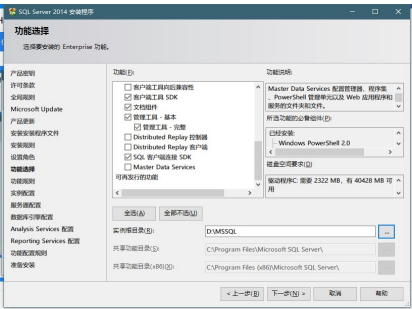 SQL Server 2014 安装程序
功能选择
选择要安装的 Enterprise 功能。
产品密钥
许可条款
全局规则
Microsoft Update
产品更新
安装安装程序文件
安装规则
设置角色
功能选择
功能规则
实例配置
服务器配置
数据库引擎配置
Analysis Services 配置
Reporting Services 配置
功能配置规则
准备安装
功能(F):
客户端工具向后兼容性
客户端工具 SDK
文档组件
管理工具 - 基本
管理工具 - 完整
Distributed Replay 控制器
Distributed Replay 客户端
SQL 客户端连接 SDK
Master Data Services
可再发行的功能
功能说明:
Master Data Services 配置管理器、程序集
、PowerShell 管理单元以及 Web 应用程序和
服务的文件夹和文件。
所选功能的必备组件(P):
已经安装:
Windows PowerShell 2.0
磁盘空间要求(D)
驱动程序C: 需要 2322 MB，有 40428 MB 可
用
全选(A) 全部不选(U)
实例根目录(R): D:\MSSQL ...
共享功能目录(S): C:\Program Files\Microsoft SQL Server\
共享功能目录(x86)(X): C:\Program Files (x86)\Microsoft SQL Server\
< 上一步(B) 下一步(N) > 取消 帮助